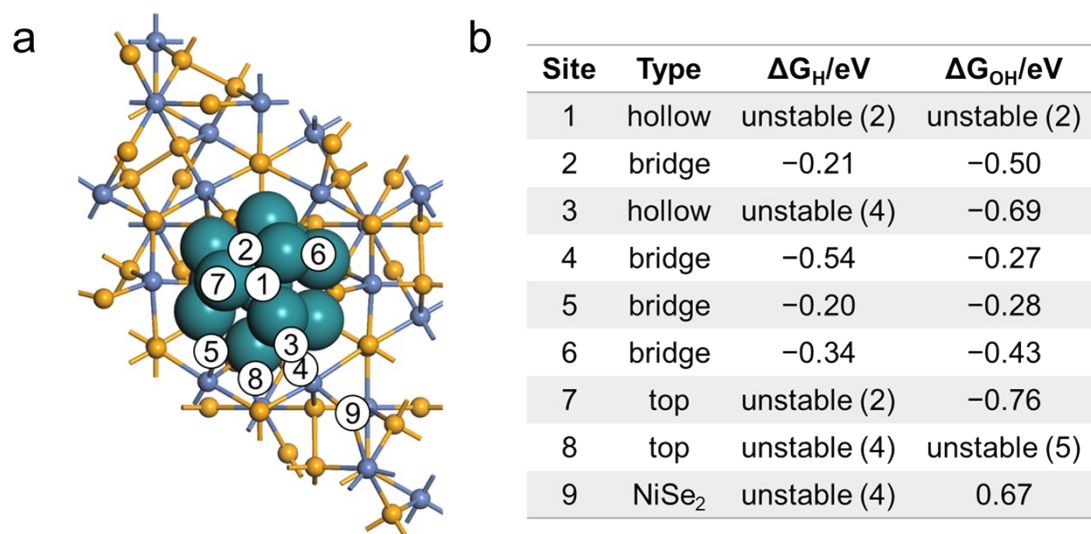 a
2
6
7
1
3
5
4
8
9
b
Site Type ΔG_H/eV ΔG_OH/eV
1 hollow unstable (2) unstable (2)
2 bridge −0.21 −0.50
3 hollow unstable (4) −0.69
4 bridge −0.54 −0.27
5 bridge −0.20 −0.28
6 bridge −0.34 −0.43
7 top unstable (2) −0.76
8 top unstable (4) unstable (5)
9 NiSe₂ unstable (4) 0.67